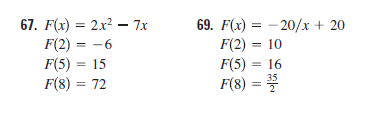 67. F(x) = 2x² − 7x
F(2) = −6
F(5) = 15
F(8) = 72
69. F(x) = −20/x + 20
F(2) = 10
F(5) = 16
F(8) = 35/2